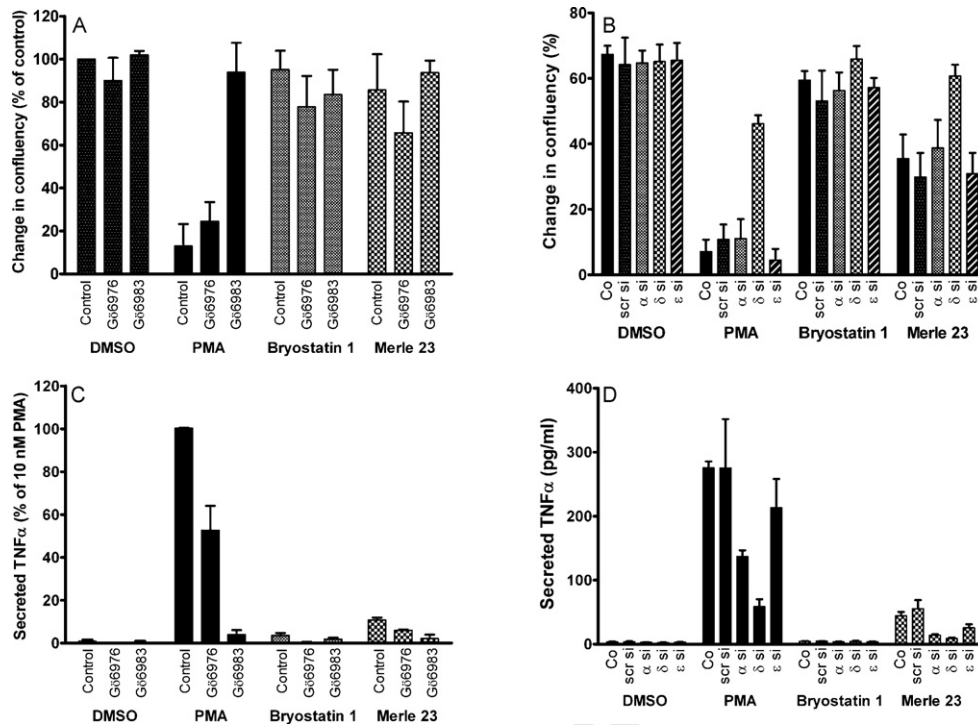 A
Change in confluency (% of control)
120
100
80
60
40
20
0
Control
Gö6976
Gö6983
Control
Gö6976
Gö6983
Control
Gö6976
Gö6983
Control
Gö6976
Gö6983
DMSO PMA Bryostatin 1 Merle 23
B
Change in confluency (%)
80
60
40
20
0
Co
scr si
α si
δ si
ε si
Co
scr si
α si
δ si
ε si
Co
scr si
α si
δ si
ε si
Co
scr si
α si
δ si
ε si
DMSO PMA Bryostatin 1 Merle 23
C
Secreted TNFα (% of 10 nM PMA)
120
100
80
60
40
20
0
Control
Gö6976
Gö6983
Control
Gö6976
Gö6983
Control
Gö6976
Gö6983
Control
Gö6976
Gö6983
DMSO PMA Bryostatin 1 Merle 23
D
Secreted TNFα (pg/ml)
400
300
200
100
0
Co
scr si
α si
δ si
ε si
Co
scr si
α si
δ si
ε si
Co
scr si
α si
δ si
ε si
Co
scr si
α si
δ si
ε si
DMSO PMA Bryostatin 1 Merle 23